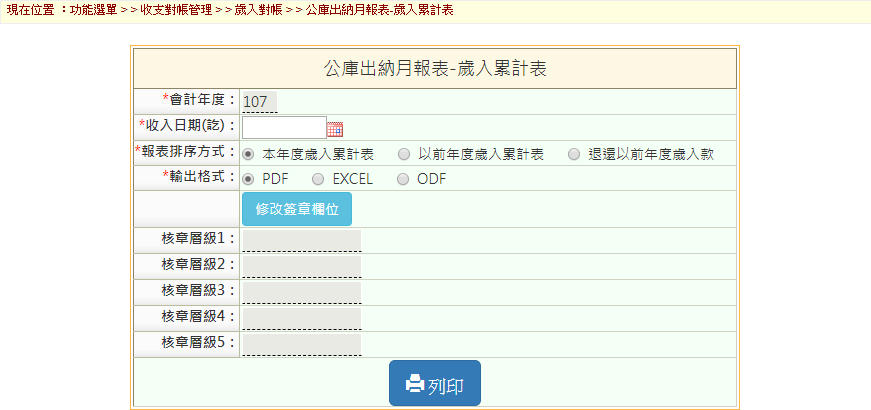 現在位置 ：功能選單 > > 收支對帳管理 > > 歲入對帳 > > 公庫出納月報表-歲入累計表
公庫出納月報表-歲入累計表
*會計年度： 107
*收入日期(訖)：
*報表排序方式： 本年度歲入累計表 以前年度歲入累計表 退還以前年度歲入款
*輸出格式： PDF EXCEL ODF
修改簽章欄位
核章層級1：
核章層級2：
核章層級3：
核章層級4：
核章層級5：
列印